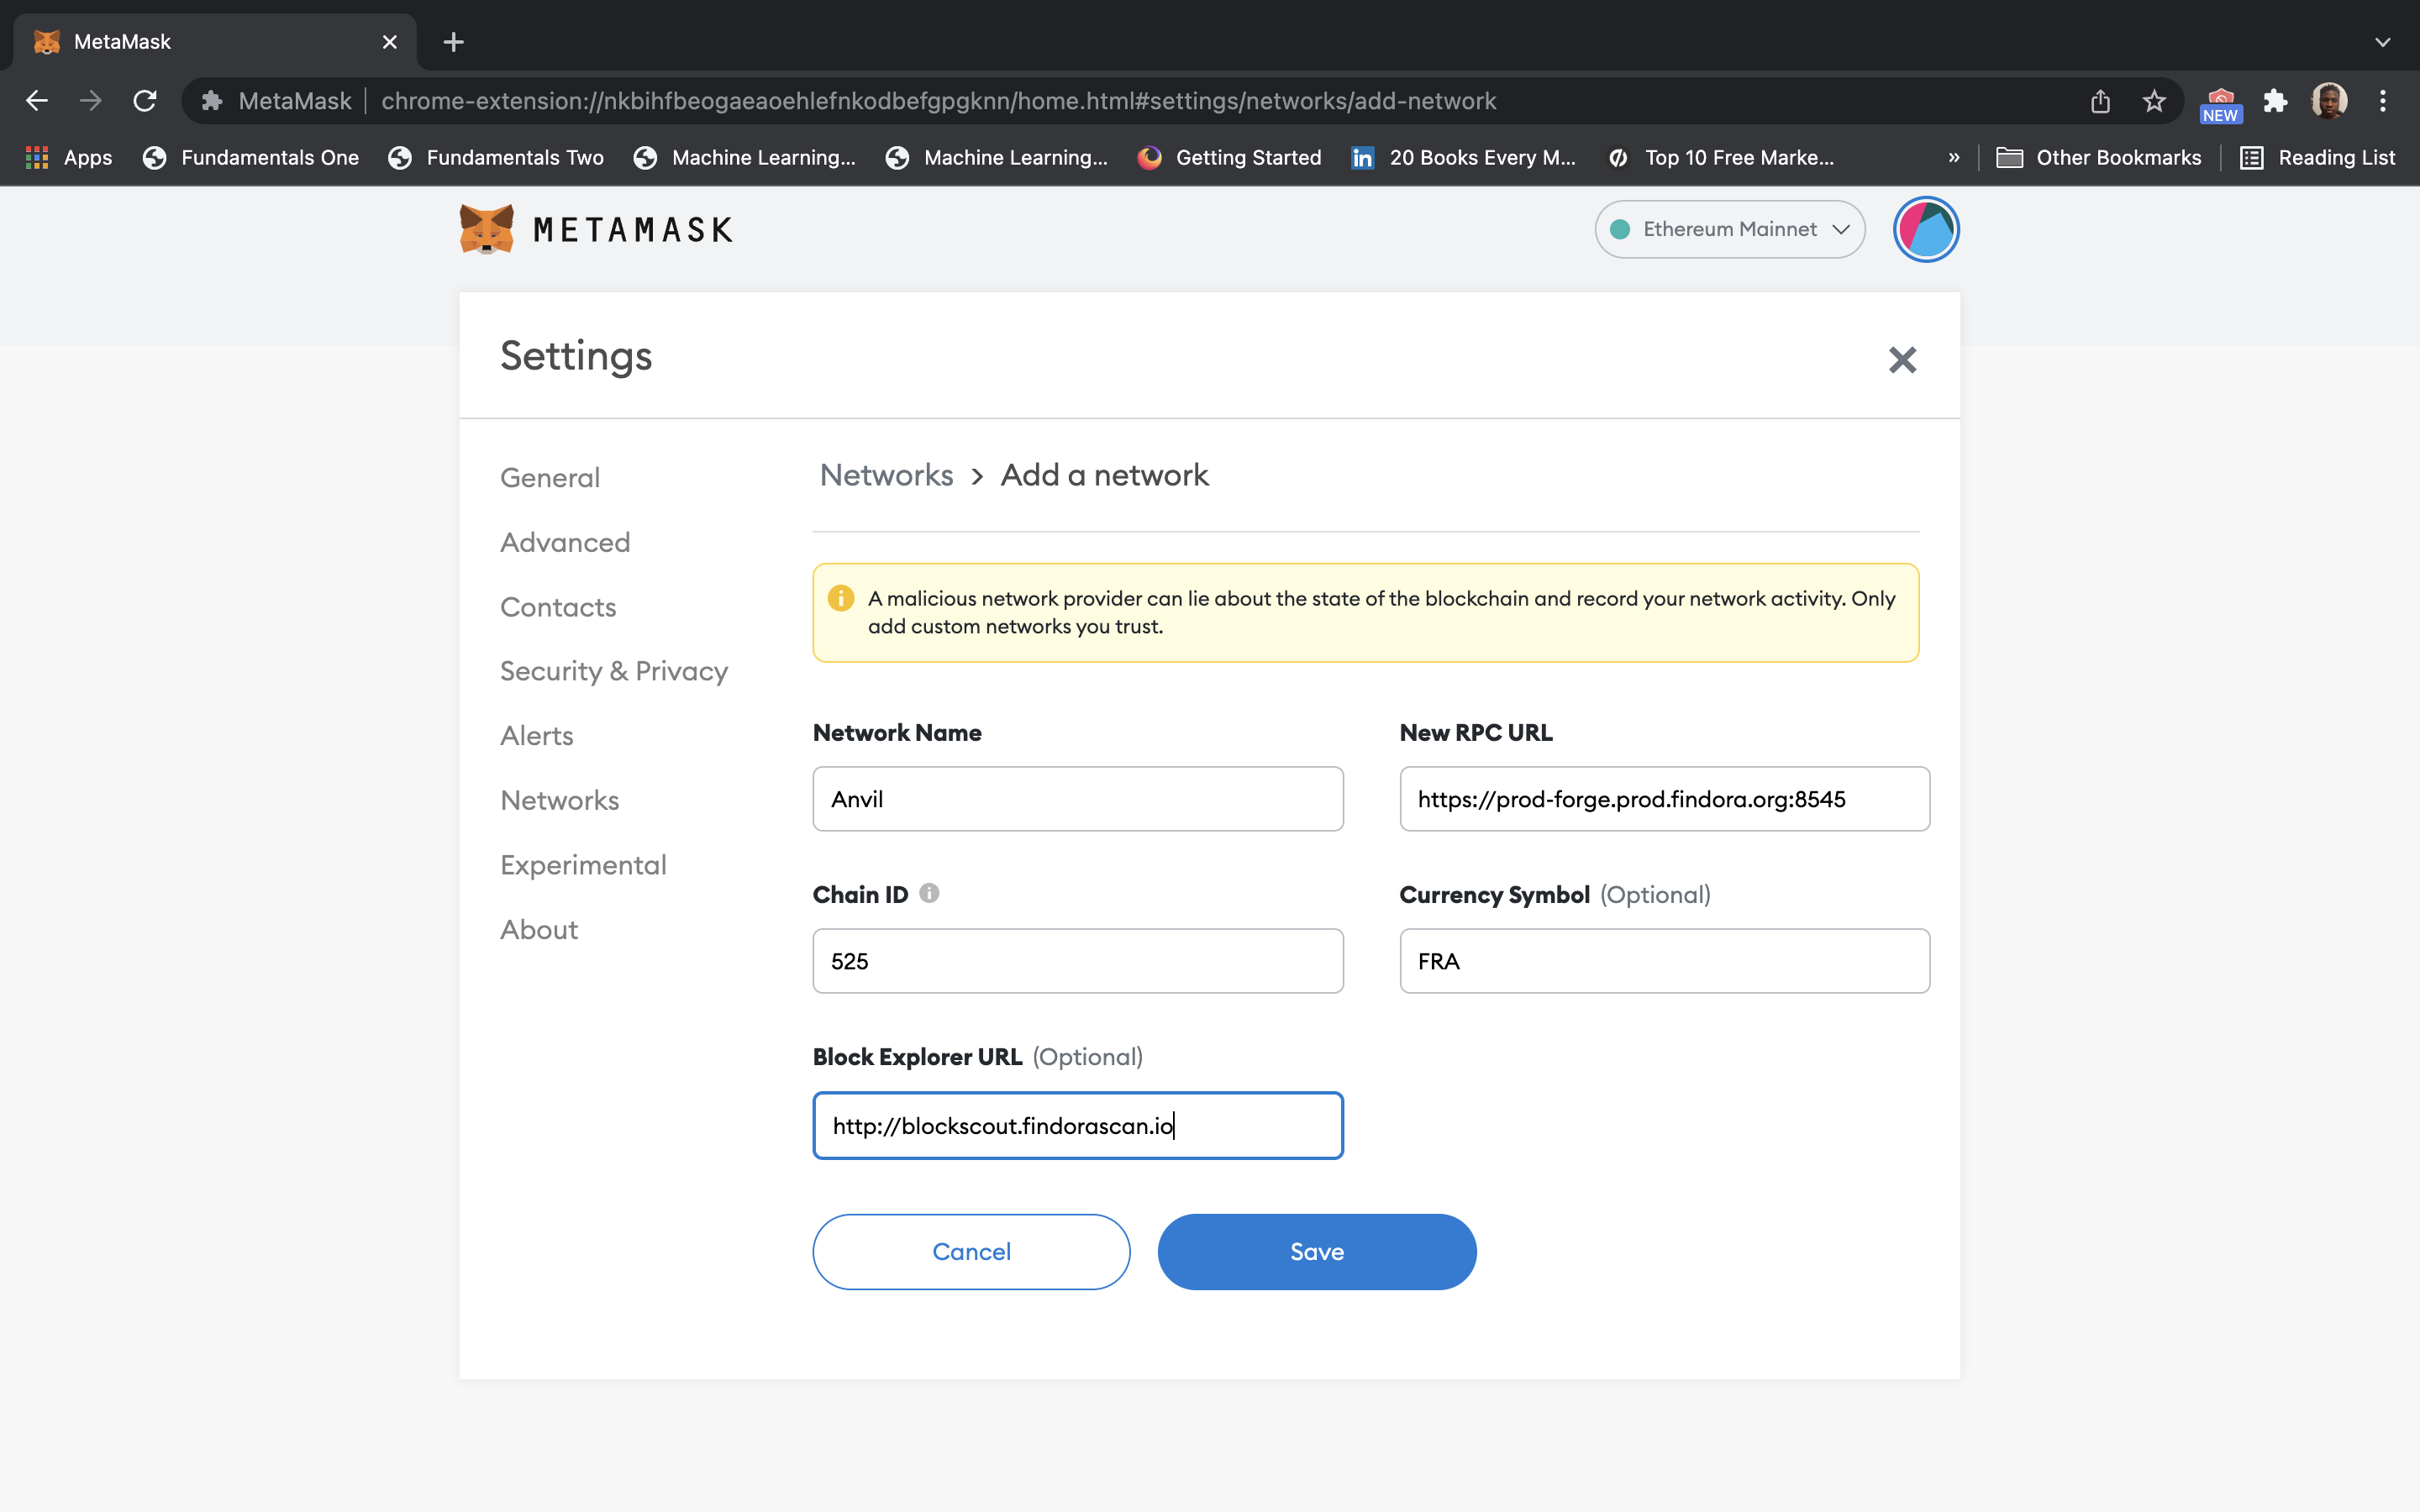 MetaMask
MetaMask | chrome-extension://nkbihfbeogaeaoehlefnkodbefgpgknn/home.html#settings/networks/add-network
NEW
Apps Fundamentals One Fundamentals Two Machine Learning... Machine Learning... Getting Started in 20 Books Every M... Top 10 Free Marke... » Other Bookmarks Reading List
METAMASK
Ethereum Mainnet
Settings
General
Advanced
Contacts
Security & Privacy
Alerts
Networks
Experimental
About
Networks > Add a network
A malicious network provider can lie about the state of the blockchain and record your network activity. Only
add custom networks you trust.
Network Name
Anvil
New RPC URL
https://prod-forge.prod.findora.org:8545
Chain ID
525
Currency Symbol (Optional)
FRA
Block Explorer URL (Optional)
http://blockscout.findorascan.io
Cancel
Save